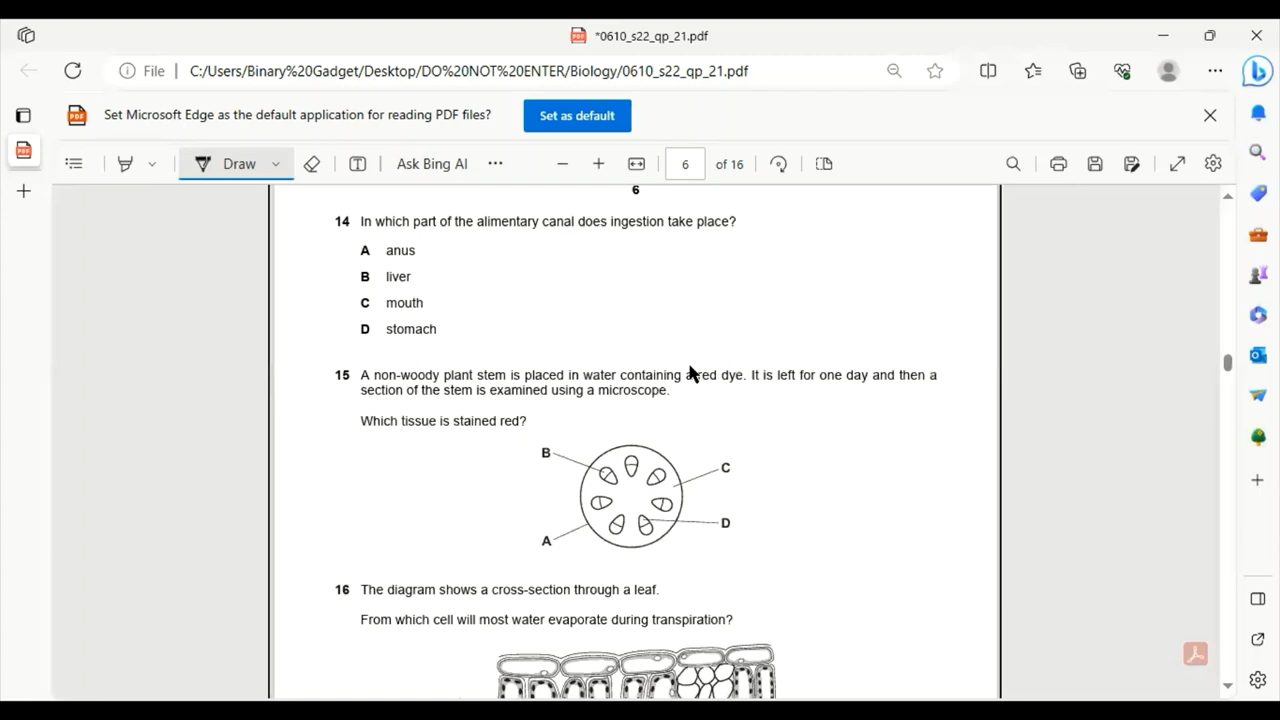 *0610_s22_qp_21.pdf
File
C:/Users/Binary%20Gadget/Desktop/DO%20NOT%20ENTER/Biology/0610_s22_qp_21.pdf
Set Microsoft Edge as the default application for reading PDF files?
Set as default
Draw
Ask Bing AI
6 of 16
6
14 In which part of the alimentary canal does ingestion take place?
A anus
B liver
C mouth
D stomach
15 A non-woody plant stem is placed in water containing a red dye. It is left for one day and then a
section of the stem is examined using a microscope.
Which tissue is stained red?
B
C
D
A
16 The diagram shows a cross-section through a leaf.
From which cell will most water evaporate during transpiration?